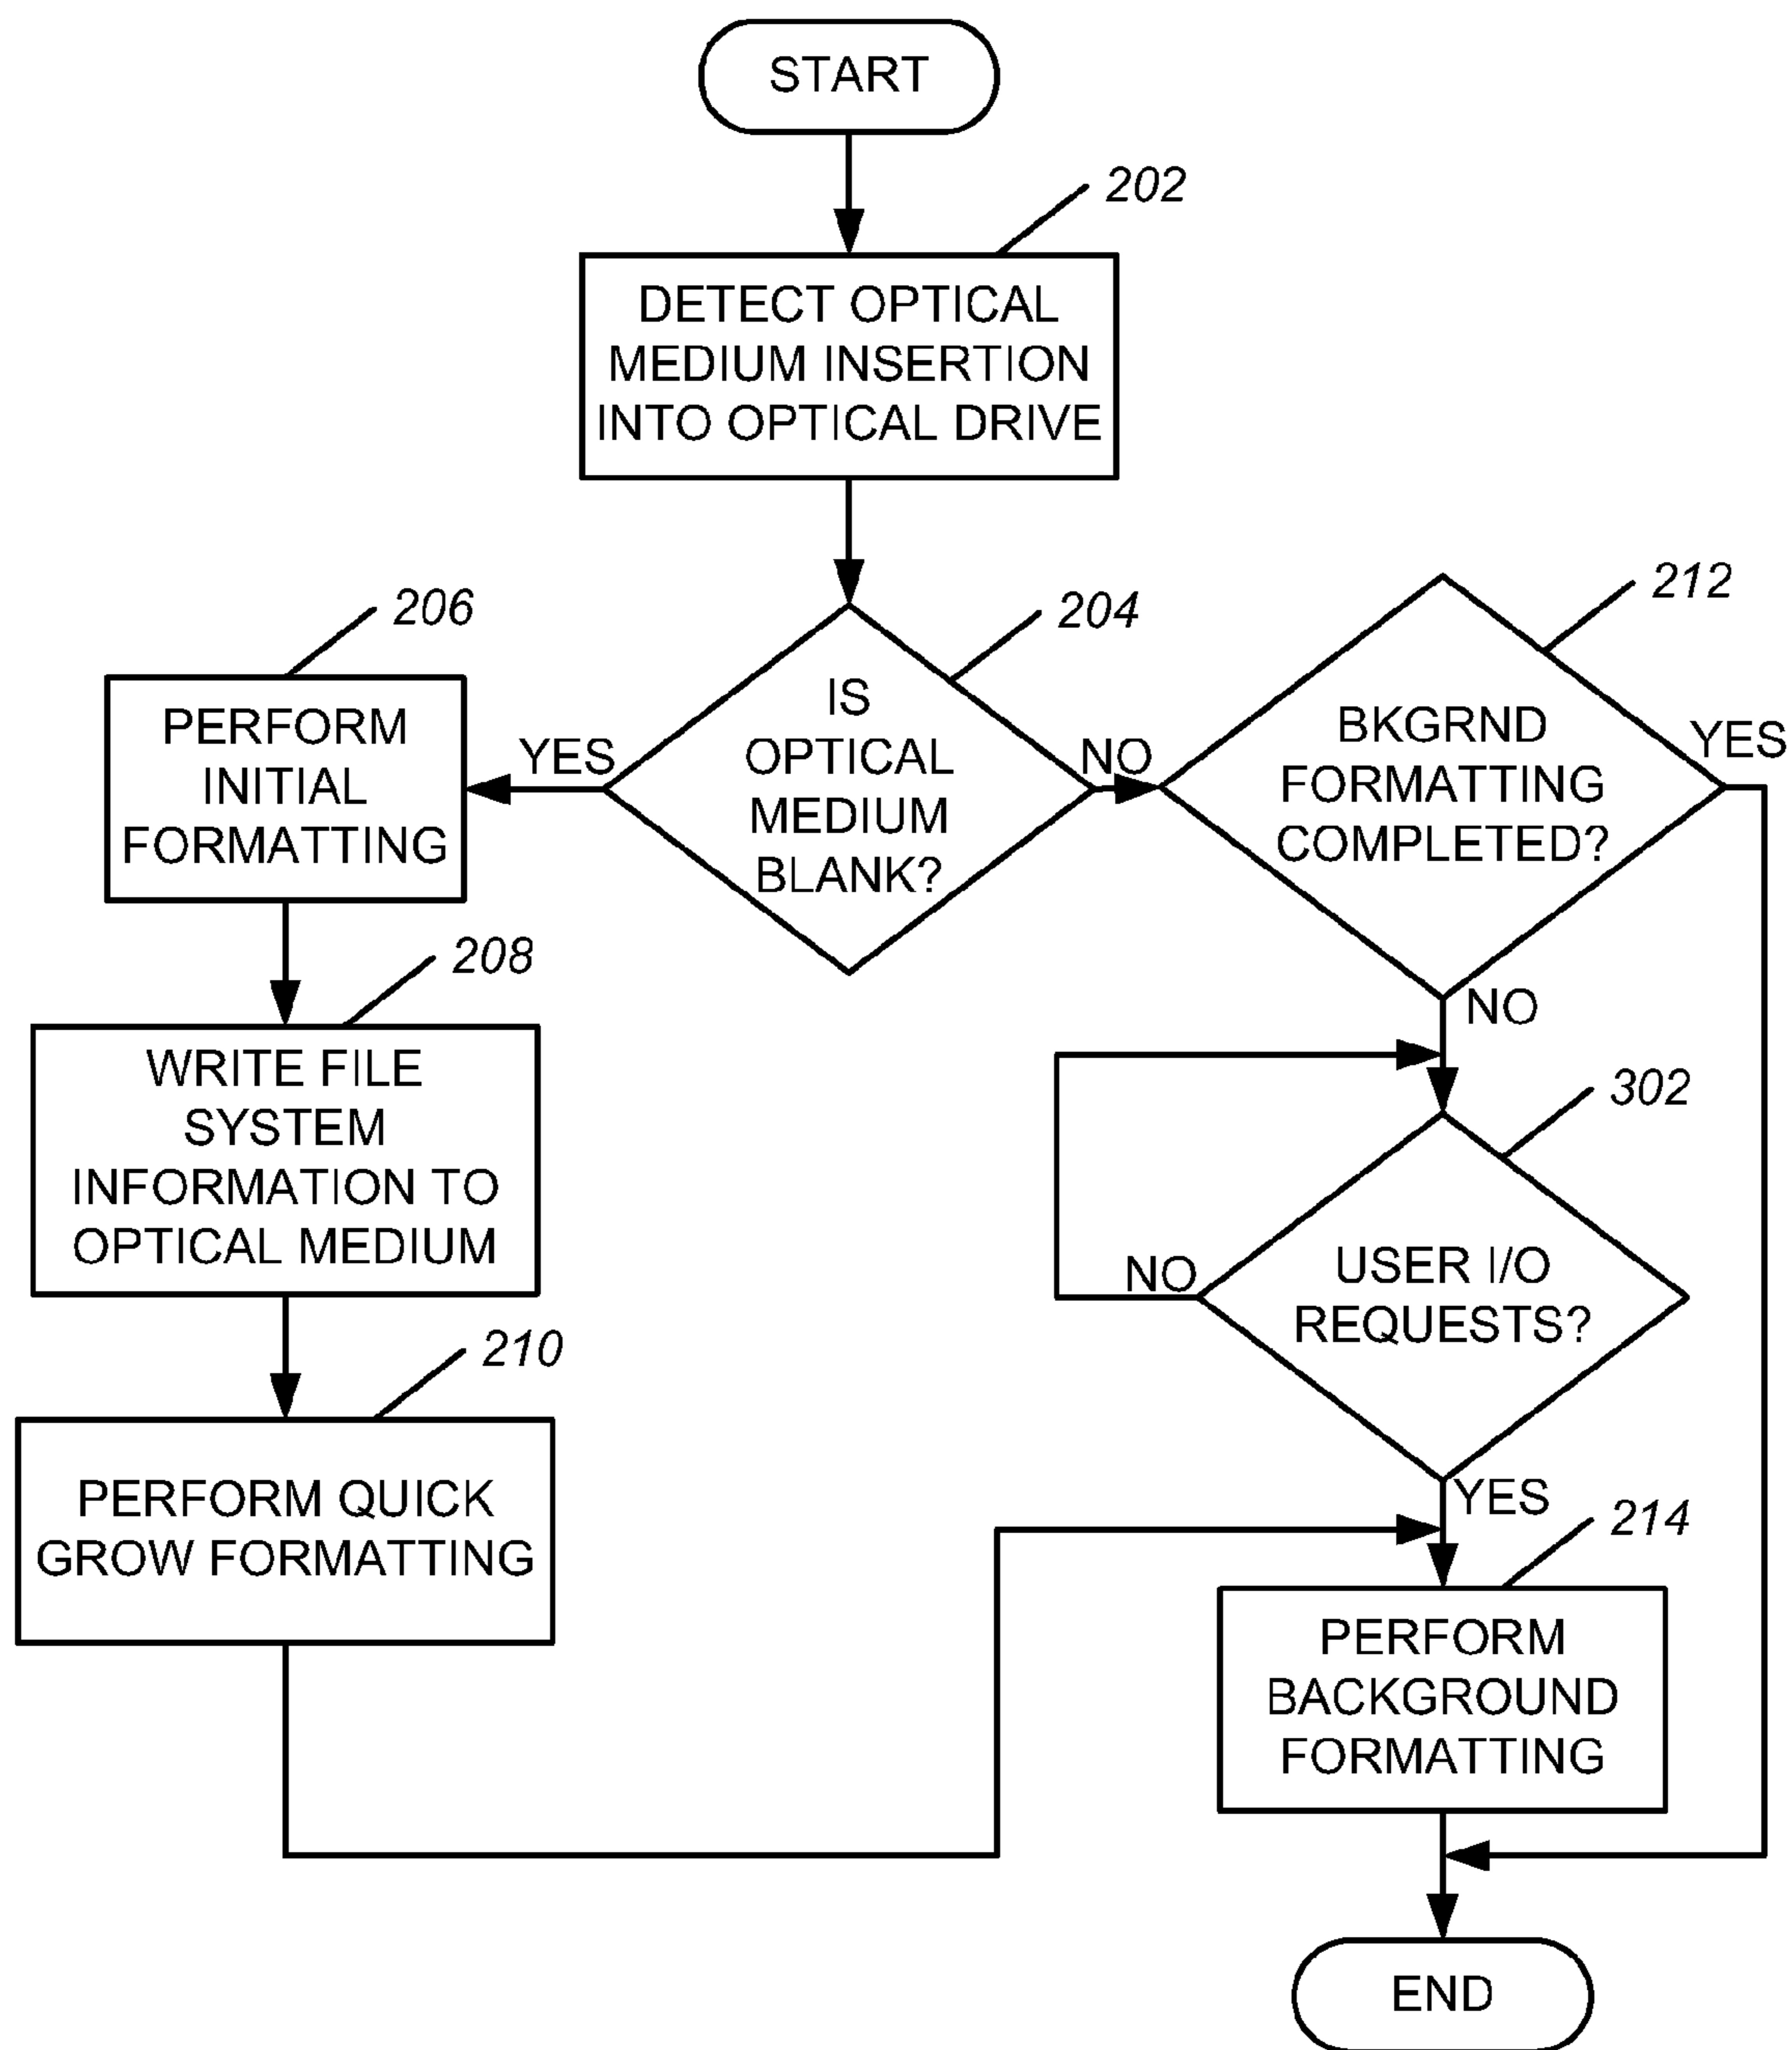 START
202
DETECT OPTICAL
MEDIUM INSERTION
INTO OPTICAL DRIVE
204
IS
OPTICAL
MEDIUM
BLANK?
YES
NO
206
PERFORM
INITIAL
FORMATTING
208
WRITE FILE
SYSTEM
INFORMATION TO
OPTICAL MEDIUM
210
PERFORM QUICK
GROW FORMATTING
212
BKGRND
FORMATTING
COMPLETED?
YES
NO
302
USER I/O
REQUESTS?
NO
YES
214
PERFORM
BACKGROUND
FORMATTING
END